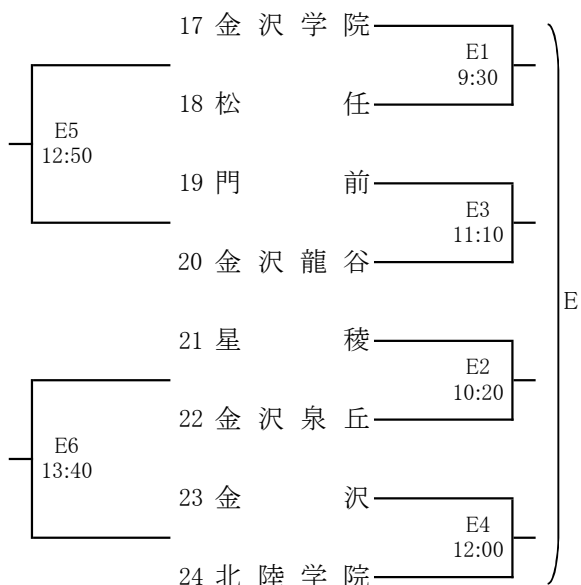 17 金沢学院
E1
9:30
18 松任
E5
12:50
19 門前
E3
11:10
20 金沢龍谷
E
21 星稜
E2
10:20
22 金沢泉丘
E6
13:40
23 金沢
E4
12:00
24 北陸学院